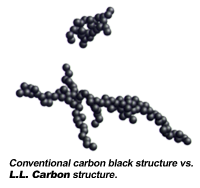 Conventional carbon black structure vs.
L.L. Carbon structure.